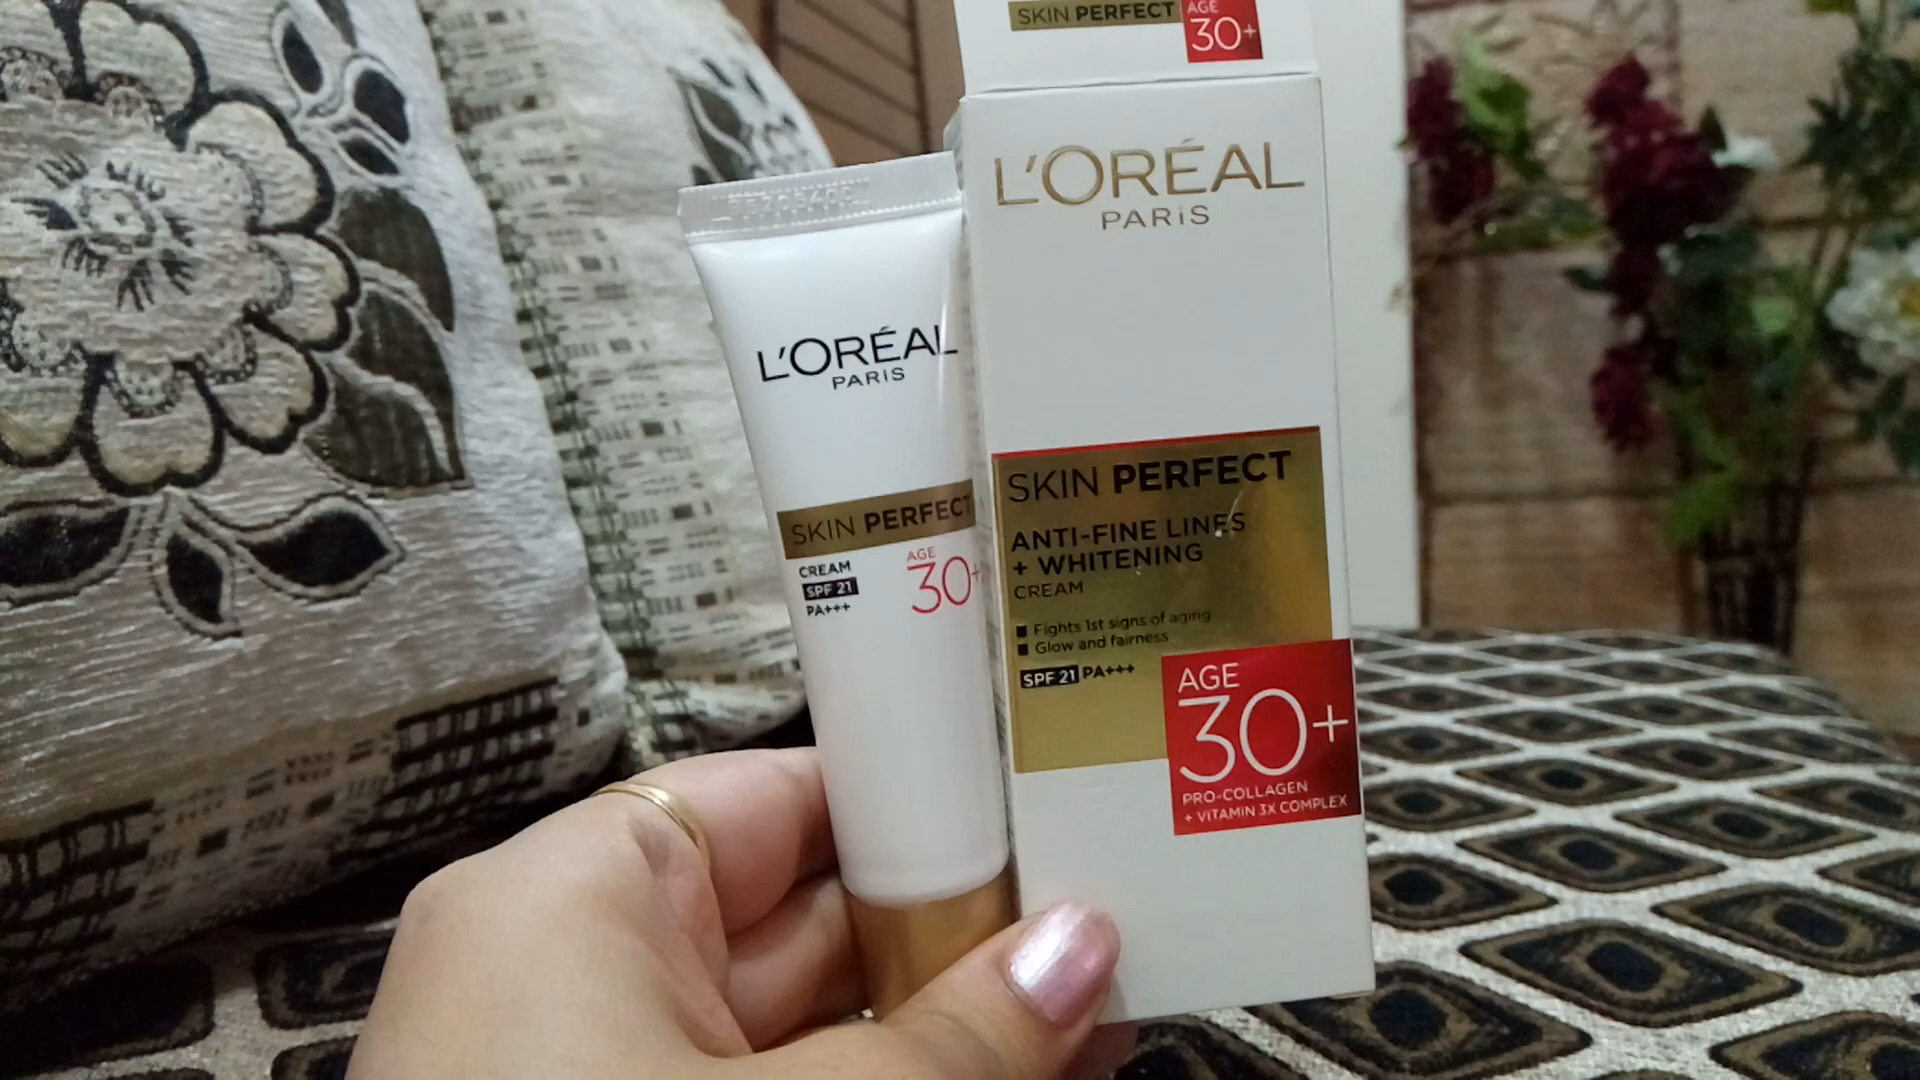 SKIN PERFECT
AGE
30+
L'ORÉAL
PARIS
SKIN PERFECT
ANTI-FINE LINES
+ WHITENING
CREAM
Fights 1st signs of aging
Glow and fairness
SPF 21 PA+++
AGE
30+
PRO-COLLAGEN
+ VITAMIN 3X COMPLEX
L'ORÉAL
PARIS
SKIN PERFECT
CREAM
SPF 21
PA+++
AGE
30+